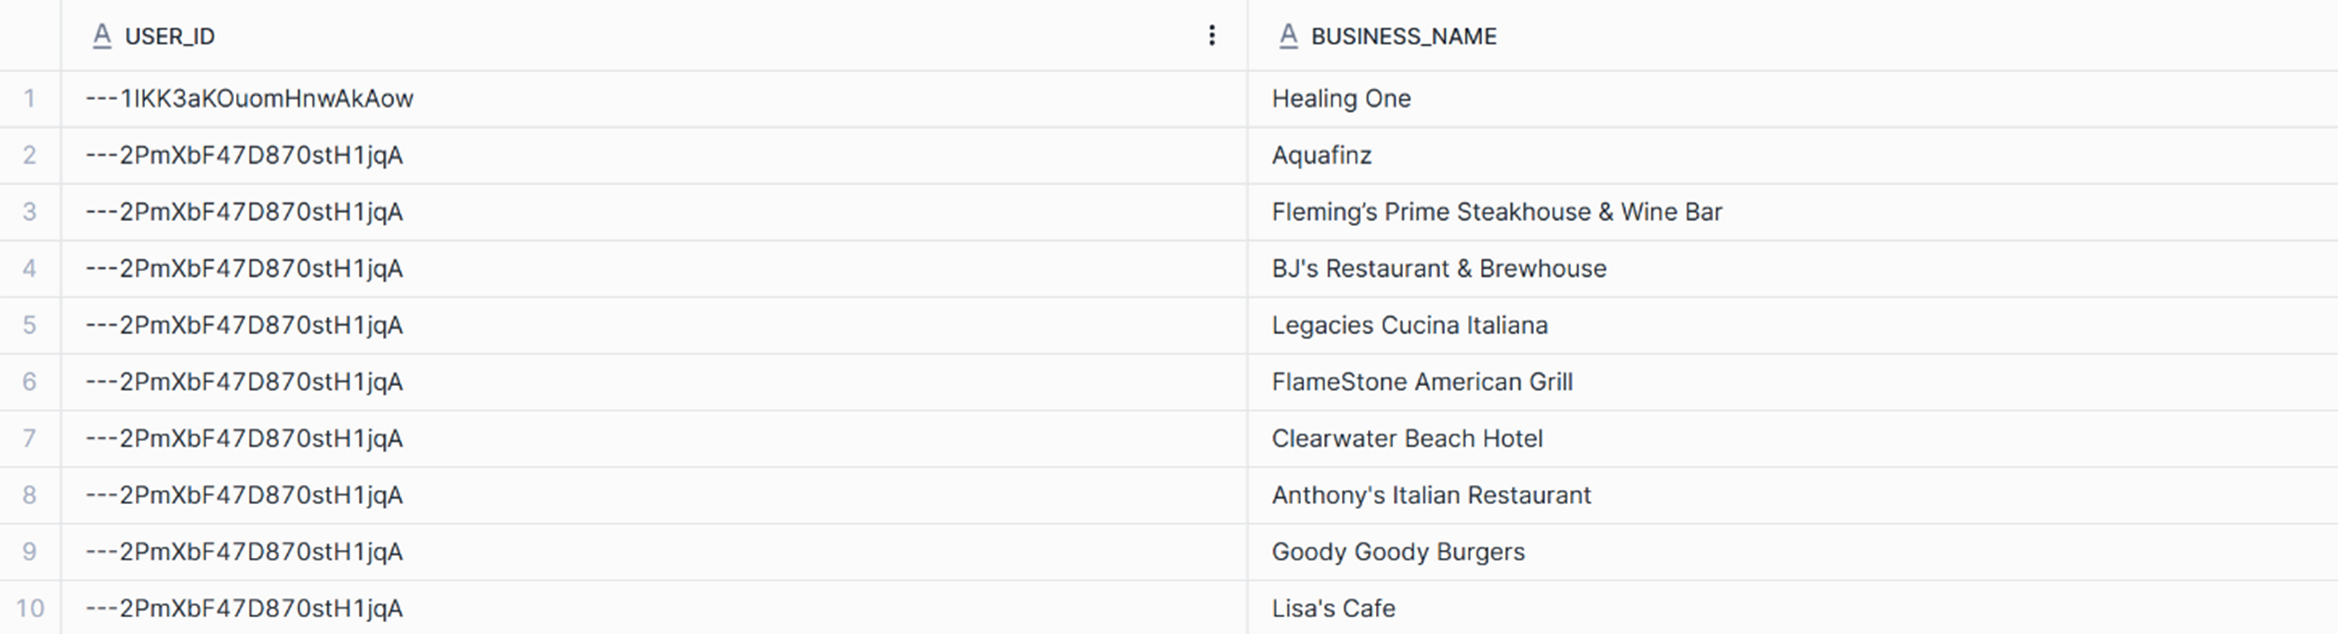 A USER_ID A BUSINESS_NAME
1 ---1lKK3aKOuomHnwAkAow Healing One
2 ---2PmXbF47D870stH1jqA Aquafinz
3 ---2PmXbF47D870stH1jqA Fleming’s Prime Steakhouse & Wine Bar
4 ---2PmXbF47D870stH1jqA BJ's Restaurant & Brewhouse
5 ---2PmXbF47D870stH1jqA Legacies Cucina Italiana
6 ---2PmXbF47D870stH1jqA FlameStone American Grill
7 ---2PmXbF47D870stH1jqA Clearwater Beach Hotel
8 ---2PmXbF47D870stH1jqA Anthony's Italian Restaurant
9 ---2PmXbF47D870stH1jqA Goody Goody Burgers
10 ---2PmXbF47D870stH1jqA Lisa's Cafe